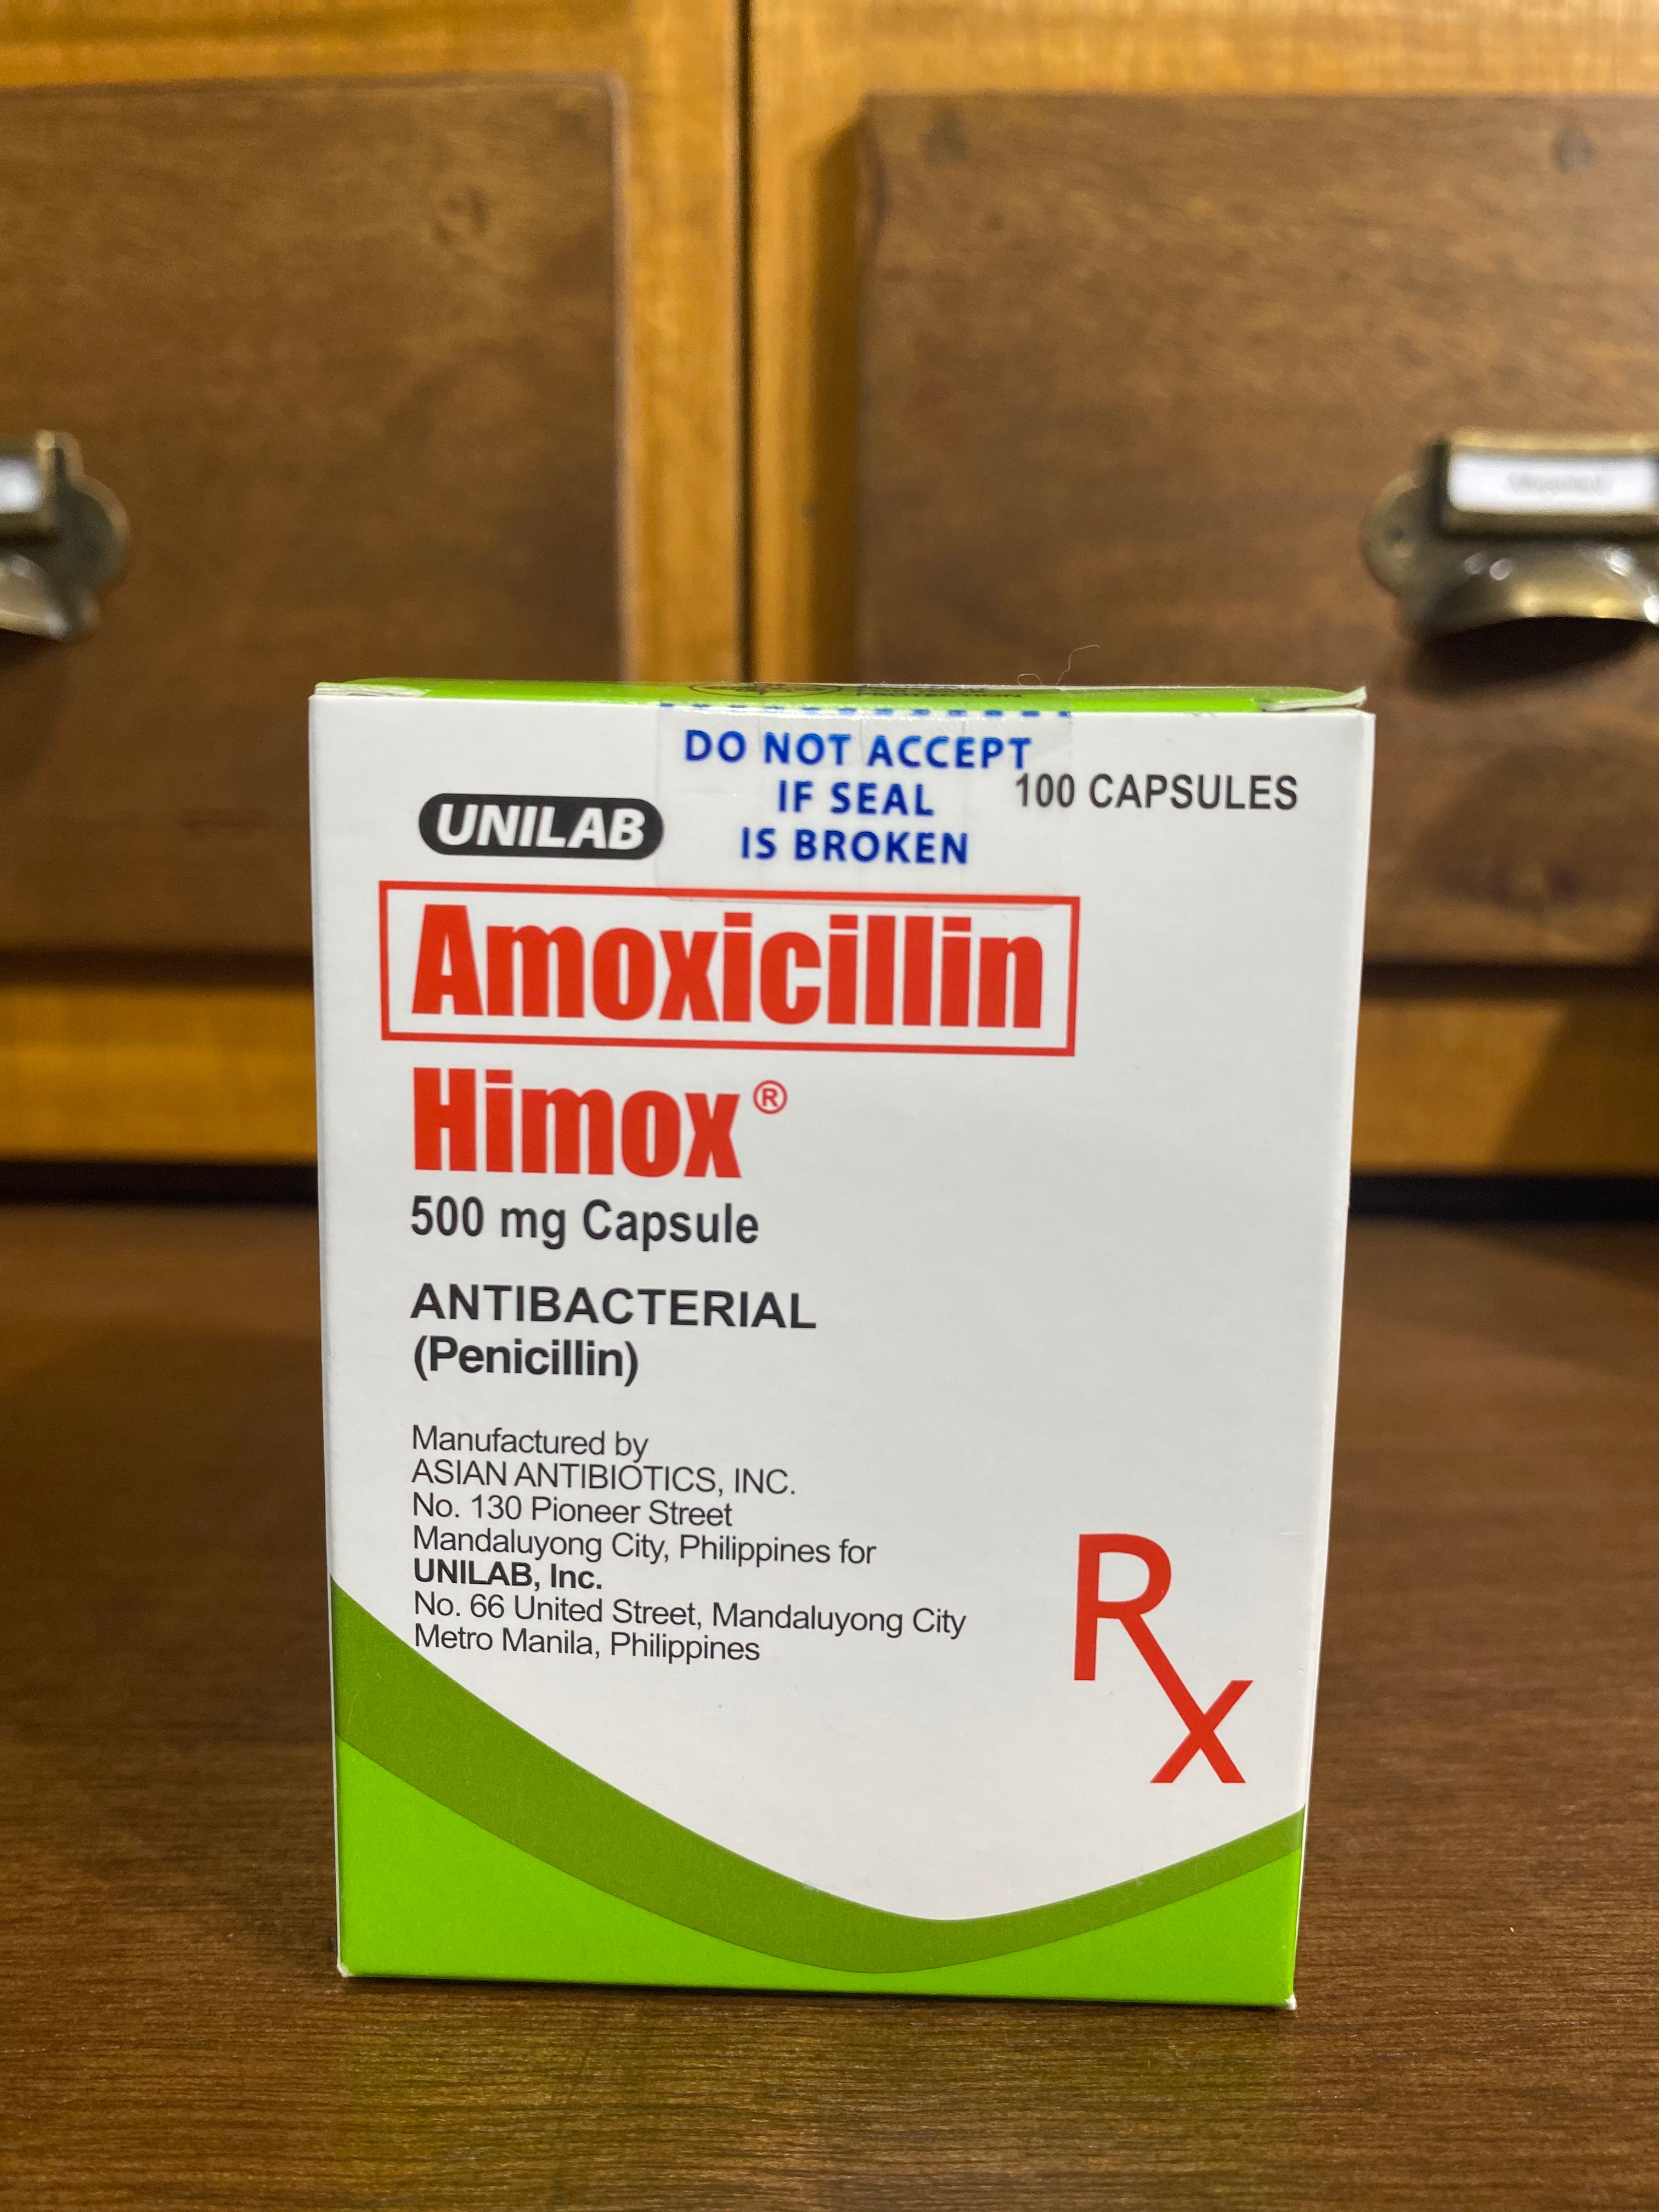 DO NOT ACCEPT
IF SEAL
IS BROKEN
100 CAPSULES
UNILAB
Amoxicillin
Himox®
500 mg Capsule
ANTIBACTERIAL
(Penicillin)
Manufactured by
ASIAN ANTIBIOTICS, INC.
No. 130 Pioneer Street
Mandaluyong City, Philippines for
UNILAB, Inc.
No. 66 United Street, Mandaluyong City
Metro Manila, Philippines
Rx